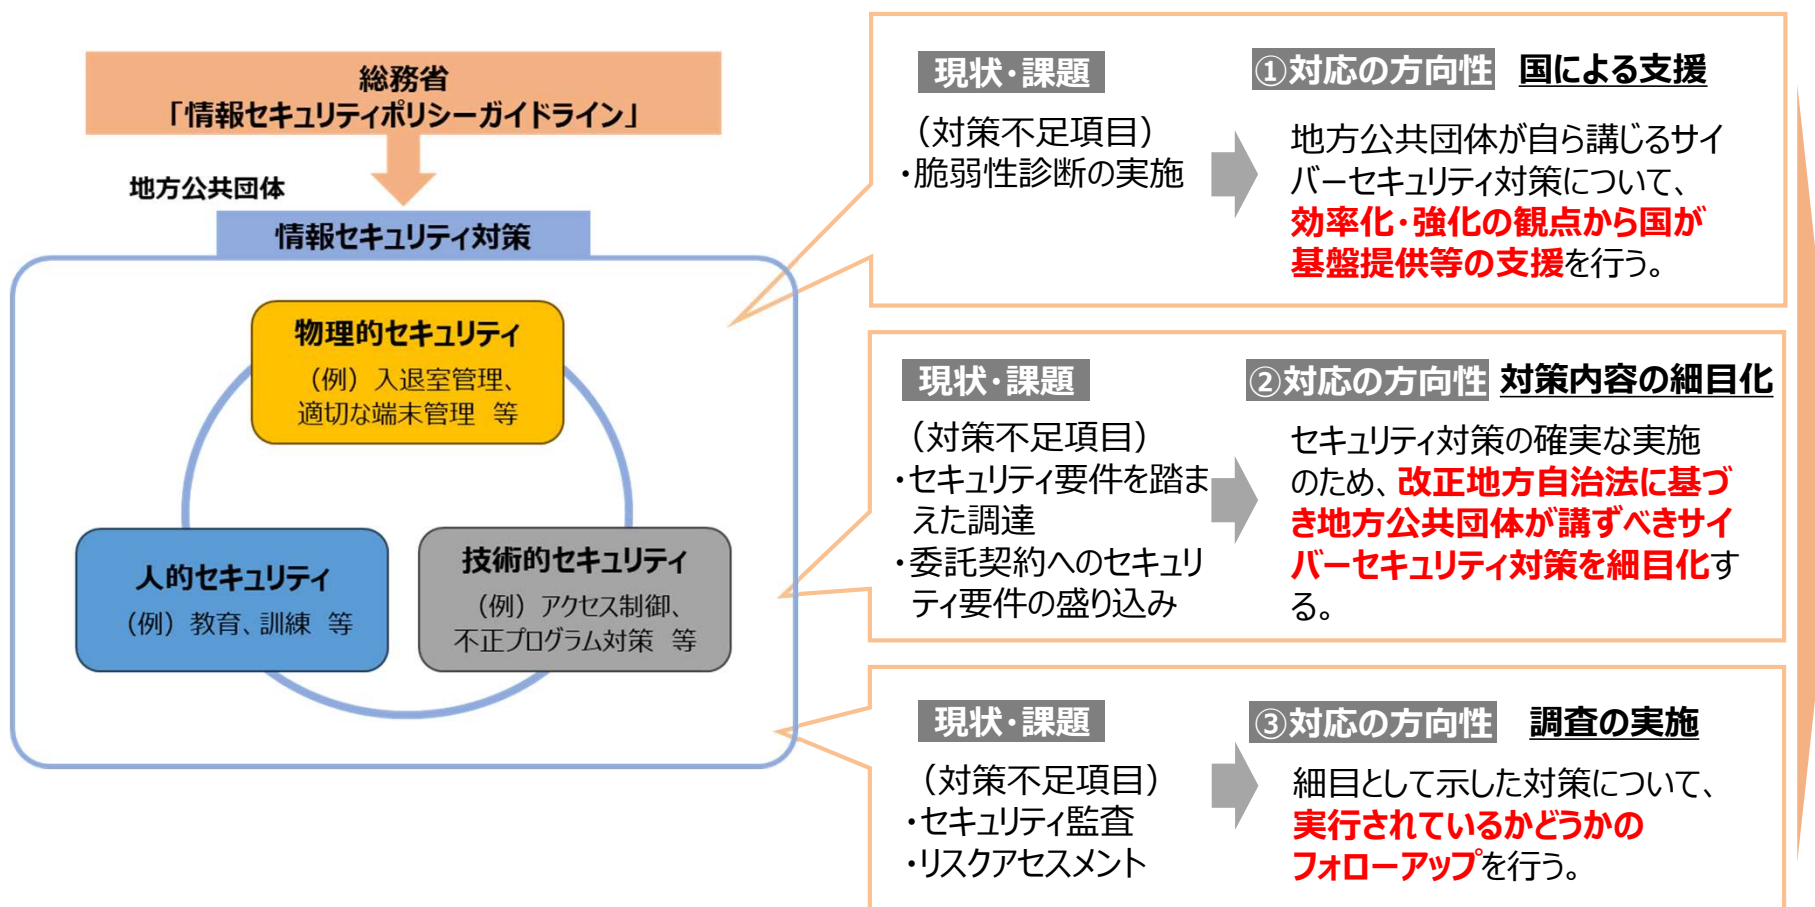 総務省
「情報セキュリティポリシーガイドライン」
地方公共団体
情報セキュリティ対策
物理的セキュリティ
（例）入退室管理、
適切な端末管理　等
人的セキュリティ
（例）教育、訓練　等
技術的セキュリティ
（例）アクセス制御、
不正プログラム対策　等
現状・課題
（対策不足項目）
・脆弱性診断の実施
①対応の方向性 国による支援
地方公共団体が自ら講じるサイ
バーセキュリティ対策について、
効率化・強化の観点から国が
基盤提供等の支援を行う。
現状・課題
（対策不足項目）
・セキュリティ要件を踏ま
えた調達
・委託契約へのセキュリ
ティ要件の盛り込み
②対応の方向性 対策内容の細目化
セキュリティ対策の確実な実施
のため、改正地方自治法に基づ
き地方公共団体が講ずべきサイ
バーセキュリティ対策を細目化す
る。
現状・課題
（対策不足項目）
・セキュリティ監査
・リスクアセスメント
③対応の方向性 調査の実施
細目として示した対策について、
実行されているかどうかの
フォローアップを行う。